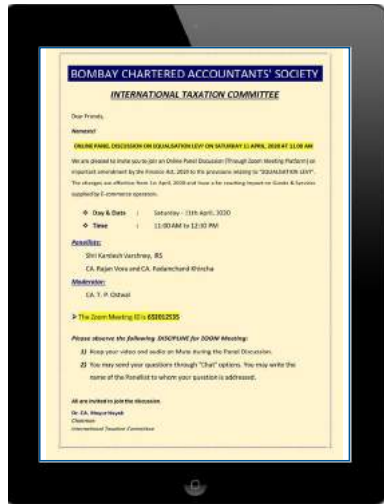 BOMBAY CHARTERED ACCOUNTANTS' SOCIETY
INTERNATIONAL TAXATION COMMITTEE
Dear Friends,
Namaste!
ONLINE PANEL DISCUSSION ON EQUALISATION LEVY ON SATURDAY 11 APRIL, 2020 AT 11:00 AM
We are pleased to invite you to join an Online Panel Discussion (Through Zoom Meeting Platform) on
important amendment by the Finance Act, 2020 to the provisions relating to "EQUALISATION LEVY".
The changes are effective from 1st April, 2020 and have a far reaching impact on Goods & Services
supplied by E-commerce operators.
❖ Day & Date : Saturday - 11th April, 2020
❖ Time : 11:00 AM to 12:30 PM
Panellists:
Shri Kamlesh Varshney, IRS
CA. Rajan Vora and CA. Padamchand Khincha
Moderator:
CA. T. P. Ostwal
➢ The Zoom Meeting ID is 653012535
Please observe the following DISCIPLINE for ZOOM Meeting:
1) Keep your video and audio on Mute during the Panel Discussion.
2) You may send your questions through "Chat" options. You may write the
name of the Panellist to whom your question is addressed.
All are invited to join the discussion.
Dr. CA. Mayur Nayak
Chairman
International Taxation Committee